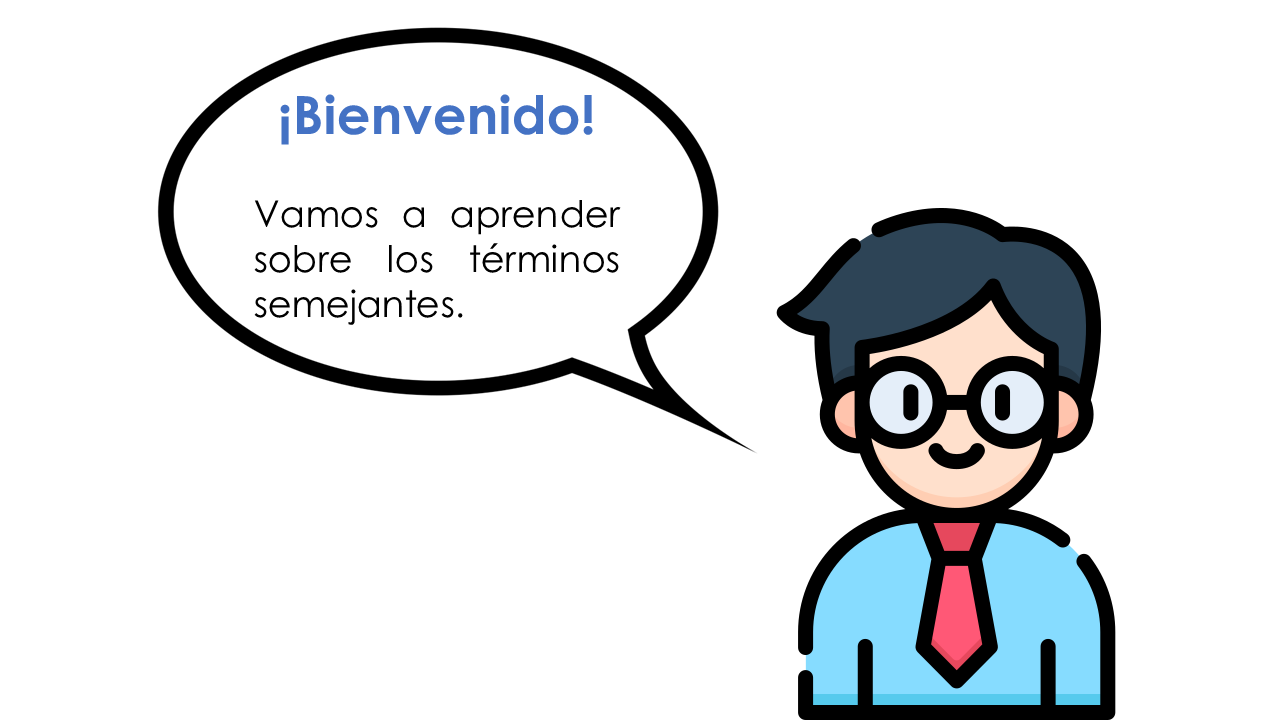 ¡Bienvenido!
Vamos a aprender
sobre los términos
semejantes.